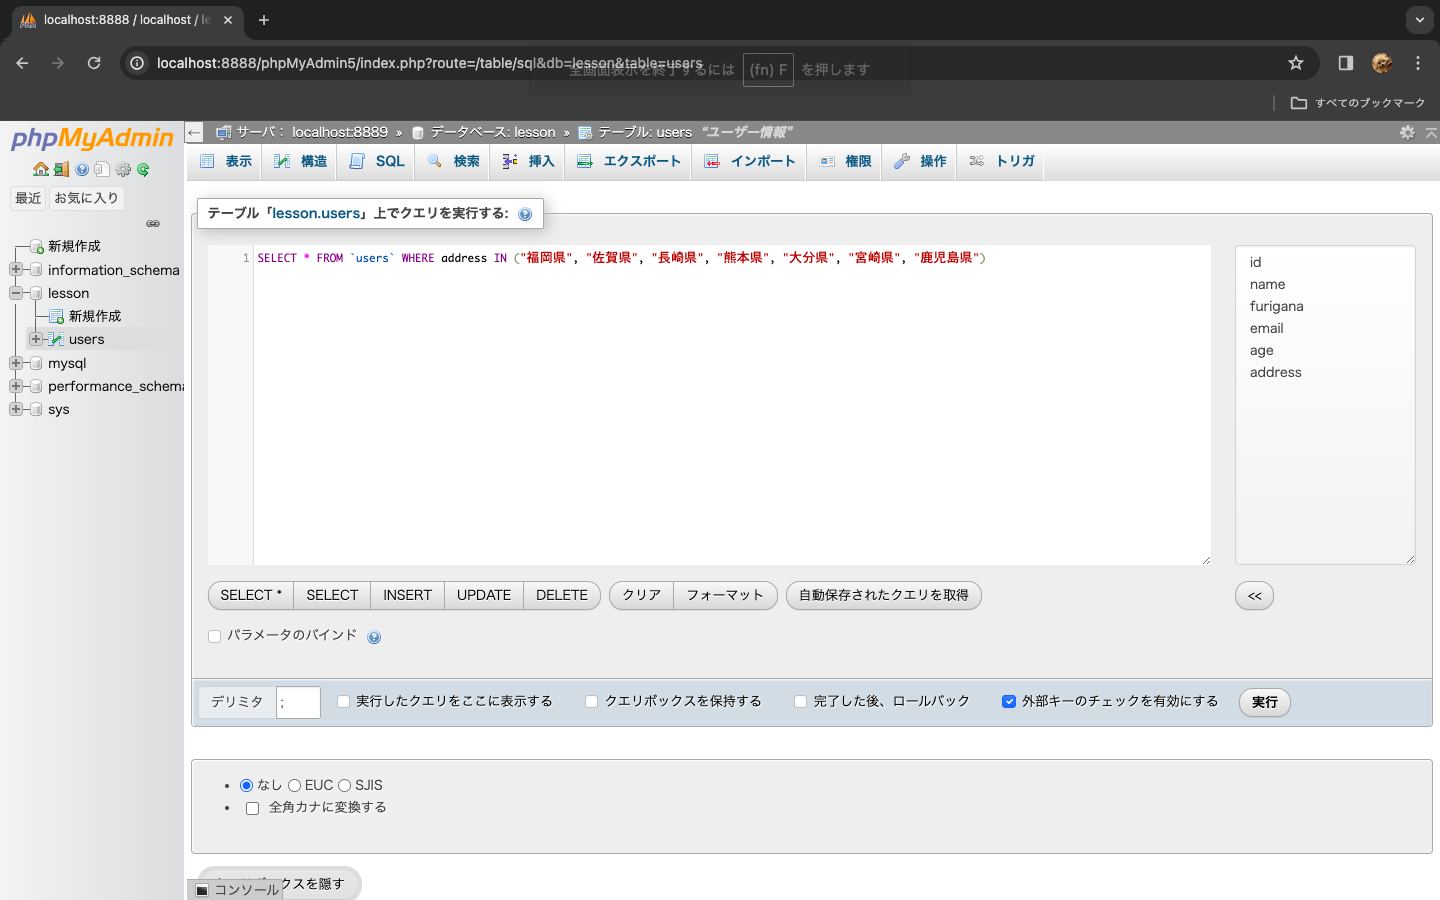 localhost:8888 / localhost / le
localhost:8888/phpMyAdmin5/index.php?route=/table/sql&db=lesson&table=users
全画面表示を終了するには (fn) F を押します
すべてのブックマーク
phpMyAdmin
サーバ: localhost:8889 » データベース: lesson » テーブル: users “ユーザー情報”
表示 構造 SQL 検索 挿入 エクスポート インポート 権限 操作 トリガ
最近 お気に入り
新規作成
information_schema
lesson
新規作成
users
mysql
performance_schema
sys
テーブル「lesson.users」上でクエリを実行する:
1 SELECT * FROM `users` WHERE address IN ("福岡県", "佐賀県", "長崎県", "熊本県", "大分県", "宮崎県", "鹿児島県")
id
name
furigana
email
age
address
SELECT * SELECT INSERT UPDATE DELETE クリア フォーマット 自動保存されたクエリを取得 <<
パラメータのバインド
デリミタ ; 実行したクエリをここに表示する クエリボックスを保持する 完了した後、ロールバック 外部キーのチェックを有効にする 実行
なし EUC SJIS
全角カナに変換する
クスを隠す
コンソール